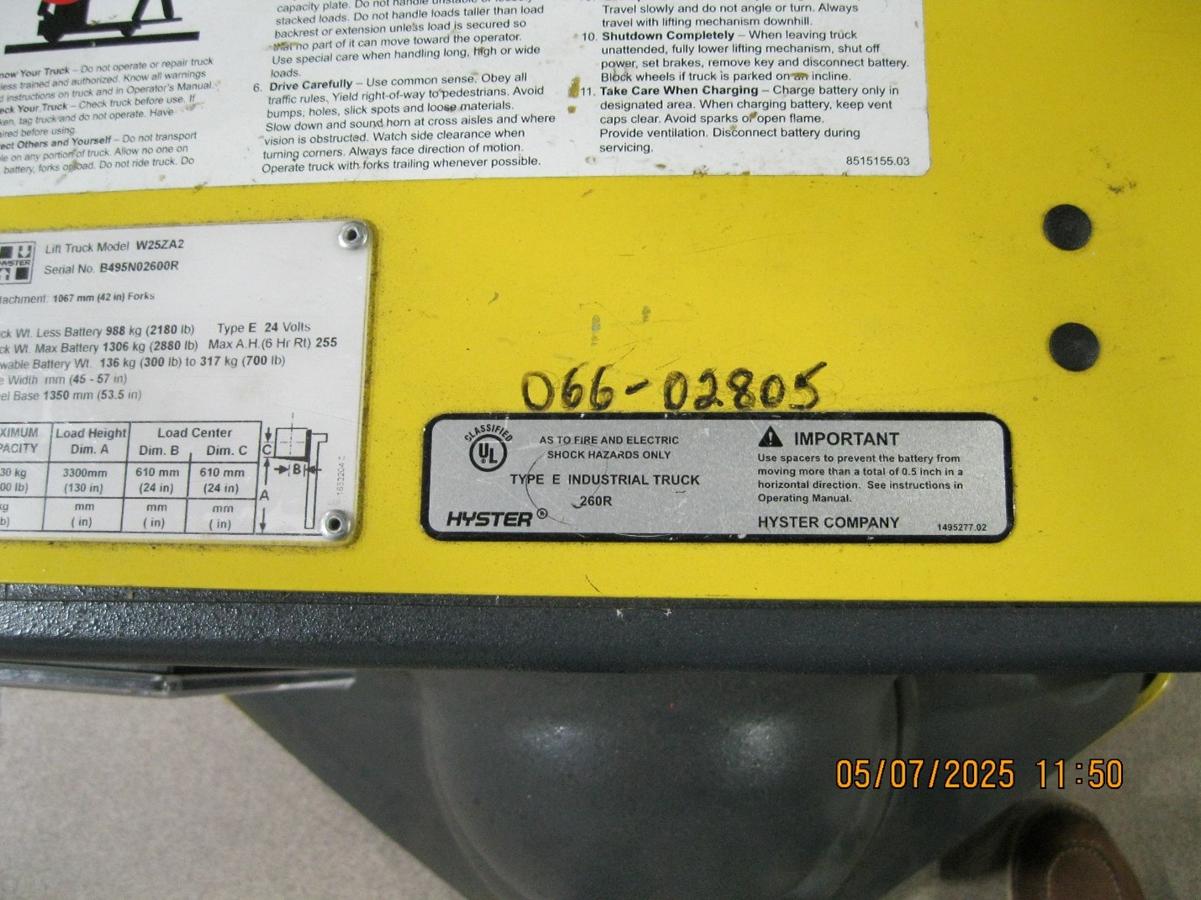 capacity plate. Do not handle unstable or loosely
stacked loads. Do not handle loads taller than load
backrest or extension unless load is secured so
that no part of it can move toward the operator.
Use special care when handling long, high or wide
loads.
6. Drive Carefully – Use common sense. Obey all
traffic rules, Yield right-of-way to pedestrians. Avoid
bumps, holes, slick spots and loose materials.
Slow down and sound horn at cross aisles and where
vision is obstructed. Watch side clearance when
turning corners. Always face direction of motion.
Operate truck with forks trailing whenever possible.
Travel slowly and do not angle or turn. Always
travel with lifting mechanism downhill.
10. Shutdown Completely – When leaving truck
unattended, fully lower lifting mechanism, shut off
power, set brakes, remove key and disconnect battery.
Block wheels if truck is parked on an incline.
11. Take Care When Charging – Charge battery only in
designated area. When charging battery, keep vent
caps clear. Avoid sparks or open flame.
Provide ventilation. Disconnect battery during
servicing.
8515155.03
now Your Truck – Do not operate or repair truck
less trained and authorized. Know all warnings
d instructions on truck and in Operator's Manual.
eck Your Truck – Check truck before use. If
ken, tag truck and do not operate. Have
aired before using.
ect Others and Yourself – Do not transport
le on any portion of truck. Allow no one on
battery, forks or load. Do not ride truck. Do
HYSTER
Lift Truck Model W25ZA2
Serial No. B495N02600R
tachment: 1067 mm (42 in) Forks
ck Wt. Less Battery 988 kg (2180 lb) Type E 24 Volts
ck Wt. Max Battery 1306 kg (2880 lb) Max A.H.(6 Hr Rt) 255
wable Battery Wt. 136 kg (300 lb) to 317 kg (700 lb)
e Width mm (45 - 57 in)
el Base 1350 mm (53.5 in)
XIMUM Load Height Load Center
PACITY Dim. A Dim. B Dim. C
30 kg 3300mm 610 mm 610 mm
00 lb) (130 in) (24 in) (24 in)
kg mm mm mm
b) ( in) ( in) ( in)
C
B
A
066-02805
CLASSIFIED
UL
AS TO FIRE AND ELECTRIC
SHOCK HAZARDS ONLY
TYPE E INDUSTRIAL TRUCK
260R
HYSTER®
IMPORTANT
Use spacers to prevent the battery from
moving more than a total of 0.5 inch in a
horizontal direction. See instructions in
Operating Manual.
HYSTER COMPANY 1495277.02
05/07/2025 11:50